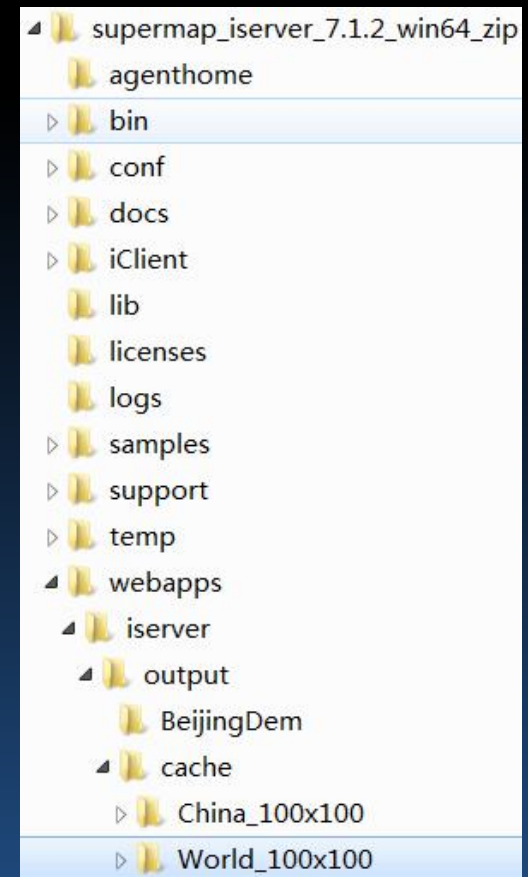 supermap_iserver_7.1.2_win64_zip
agenthome
bin
conf
docs
iClient
lib
licenses
logs
samples
support
temp
webapps
iserver
output
BeijingDem
cache
China_100x100
World_100x100